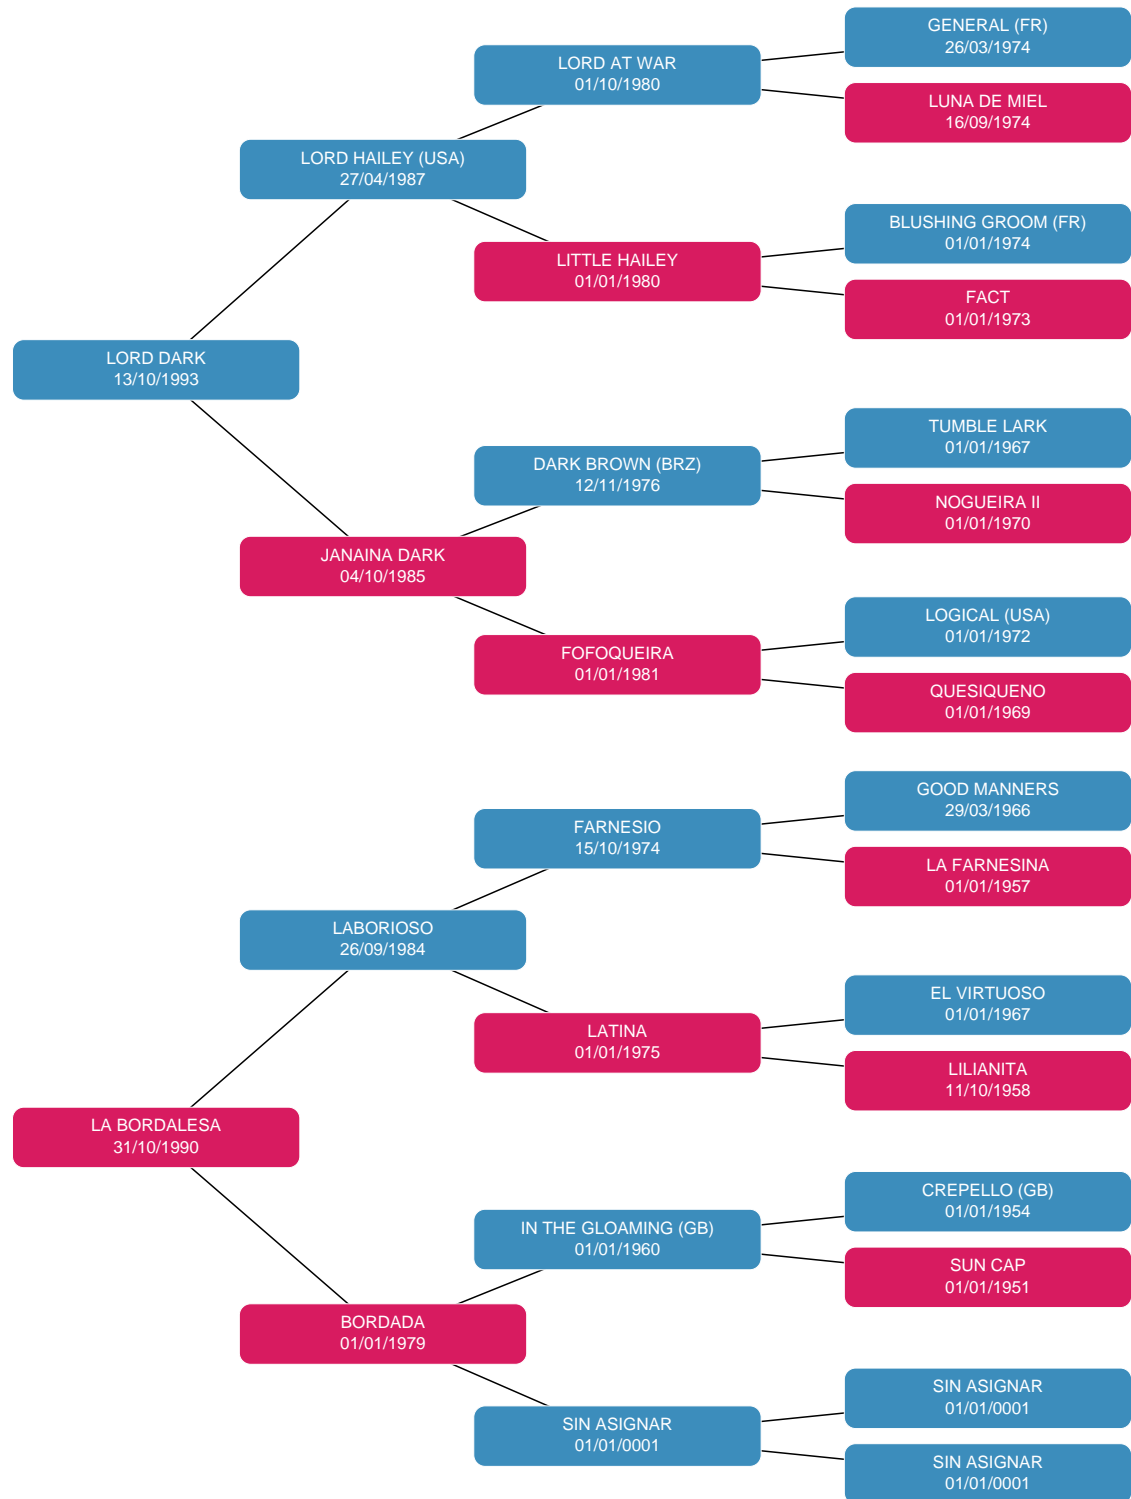 GENERAL (FR)
26/03/1974
LORD AT WAR
01/10/1980
LUNA DE MIEL
16/09/1974
LORD HAILEY (USA)
27/04/1987
BLUSHING GROOM (FR)
01/01/1974
LITTLE HAILEY
01/01/1980
FACT
01/01/1973
LORD DARK
13/10/1993
TUMBLE LARK
01/01/1967
DARK BROWN (BRZ)
12/11/1976
NOGUEIRA II
01/01/1970
JANAINA DARK
04/10/1985
LOGICAL (USA)
01/01/1972
FOFOQUEIRA
01/01/1981
QUESIQUENO
01/01/1969
GOOD MANNERS
29/03/1966
FARNESIO
15/10/1974
LA FARNESINA
01/01/1957
LABORIOSO
26/09/1984
EL VIRTUOSO
01/01/1967
LATINA
01/01/1975
LILIANITA
11/10/1958
LA BORDALESA
31/10/1990
CREPELLO (GB)
01/01/1954
IN THE GLOAMING (GB)
01/01/1960
SUN CAP
01/01/1951
BORDADA
01/01/1979
SIN ASIGNAR
01/01/0001
SIN ASIGNAR
01/01/0001
SIN ASIGNAR
01/01/0001